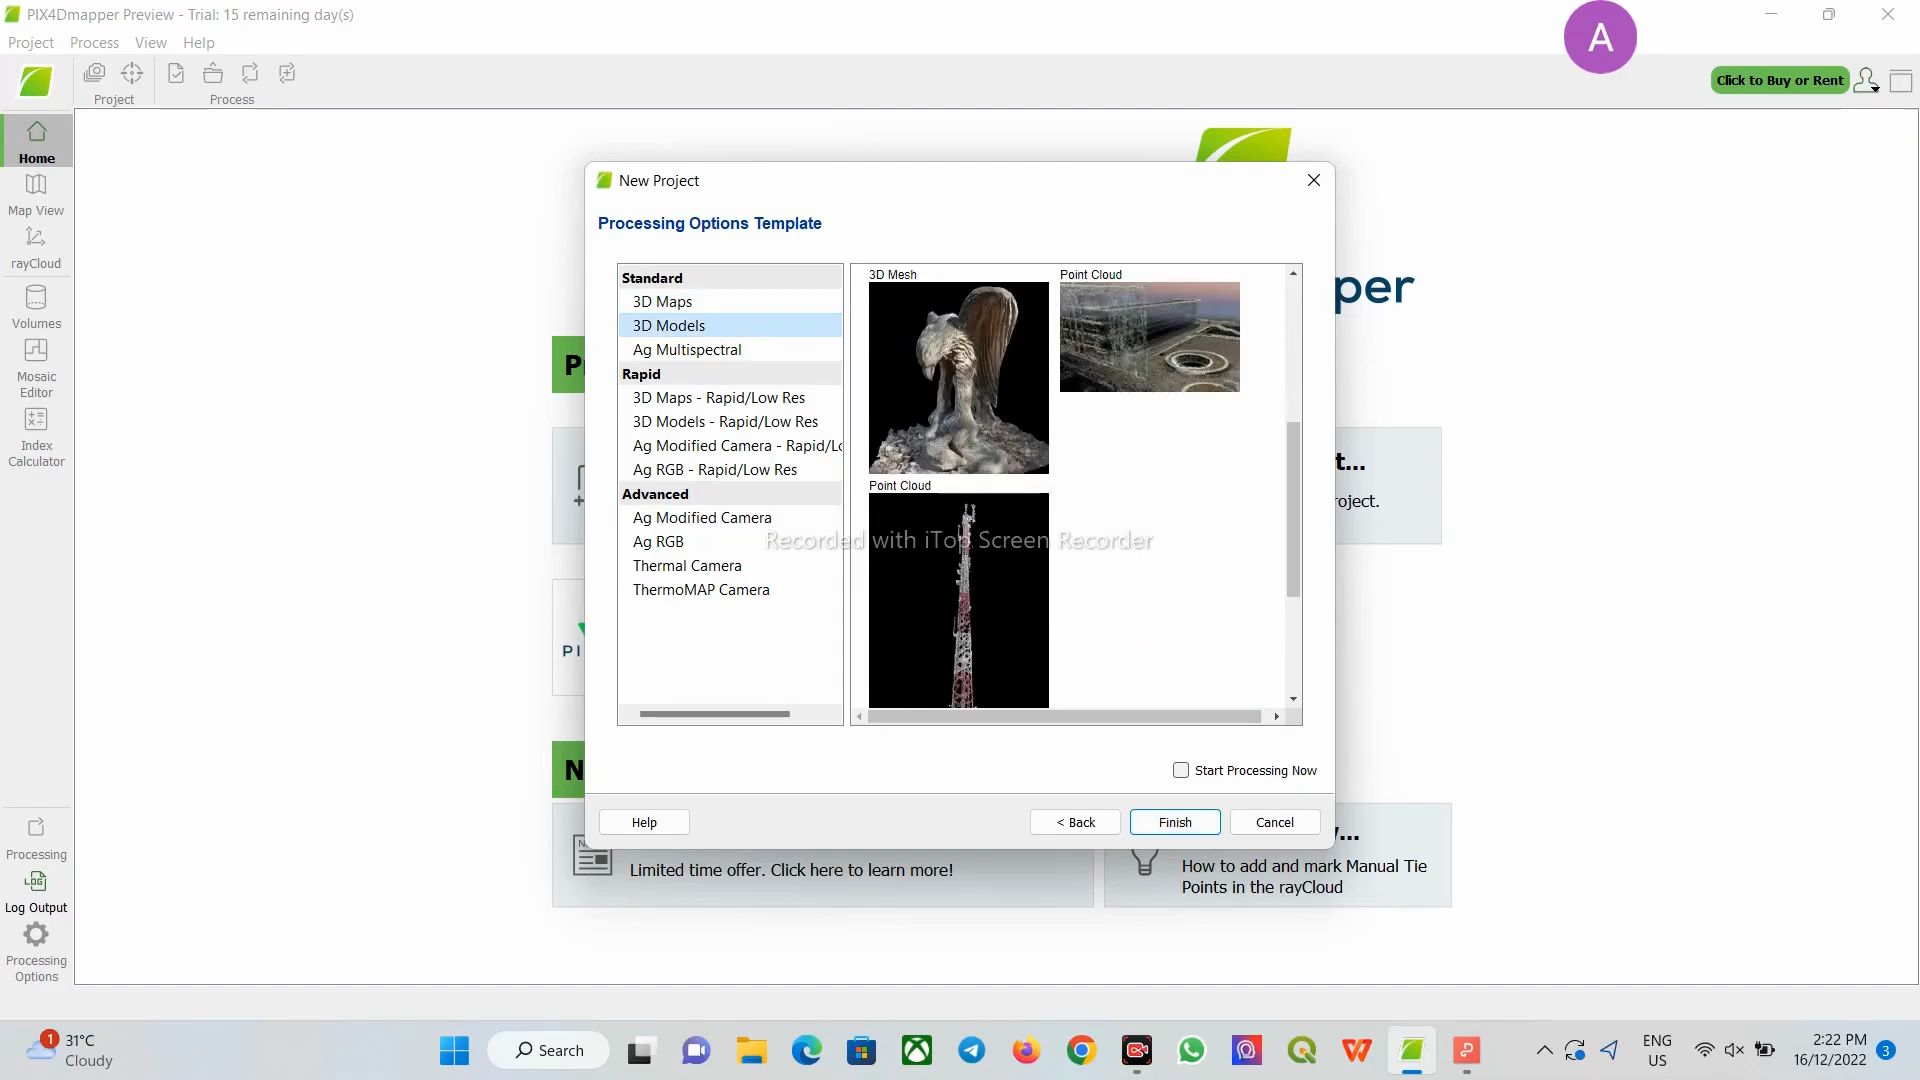 PIX4Dmapper Preview - Trial: 15 remaining day(s)
Project Process View Help
A
Project
Process
Click to Buy or Rent
Home
Map View
rayCloud
Volumes
Mosaic
Editor
Index
Calculator
Processing
Log Output
Processing
Options
per
New Project
Processing Options Template
Standard
3D Maps
3D Models
Ag Multispectral
Rapid
3D Maps - Rapid/Low Res
3D Models - Rapid/Low Res
Ag Modified Camera - Rapid/Lo
Ag RGB - Rapid/Low Res
Advanced
Ag Modified Camera
Ag RGB
Thermal Camera
ThermoMAP Camera
3D Mesh
Point Cloud
Point Cloud
Recorded with iTop Screen Recorder
Start Processing Now
Help
< Back
Finish
Cancel
t...
roject.
PI
N
Limited time offer. Click here to learn more!
...
How to add and mark Manual Tie
Points in the rayCloud
1
31°C
Cloudy
Search
ENG
US
2:22 PM
16/12/2022
3